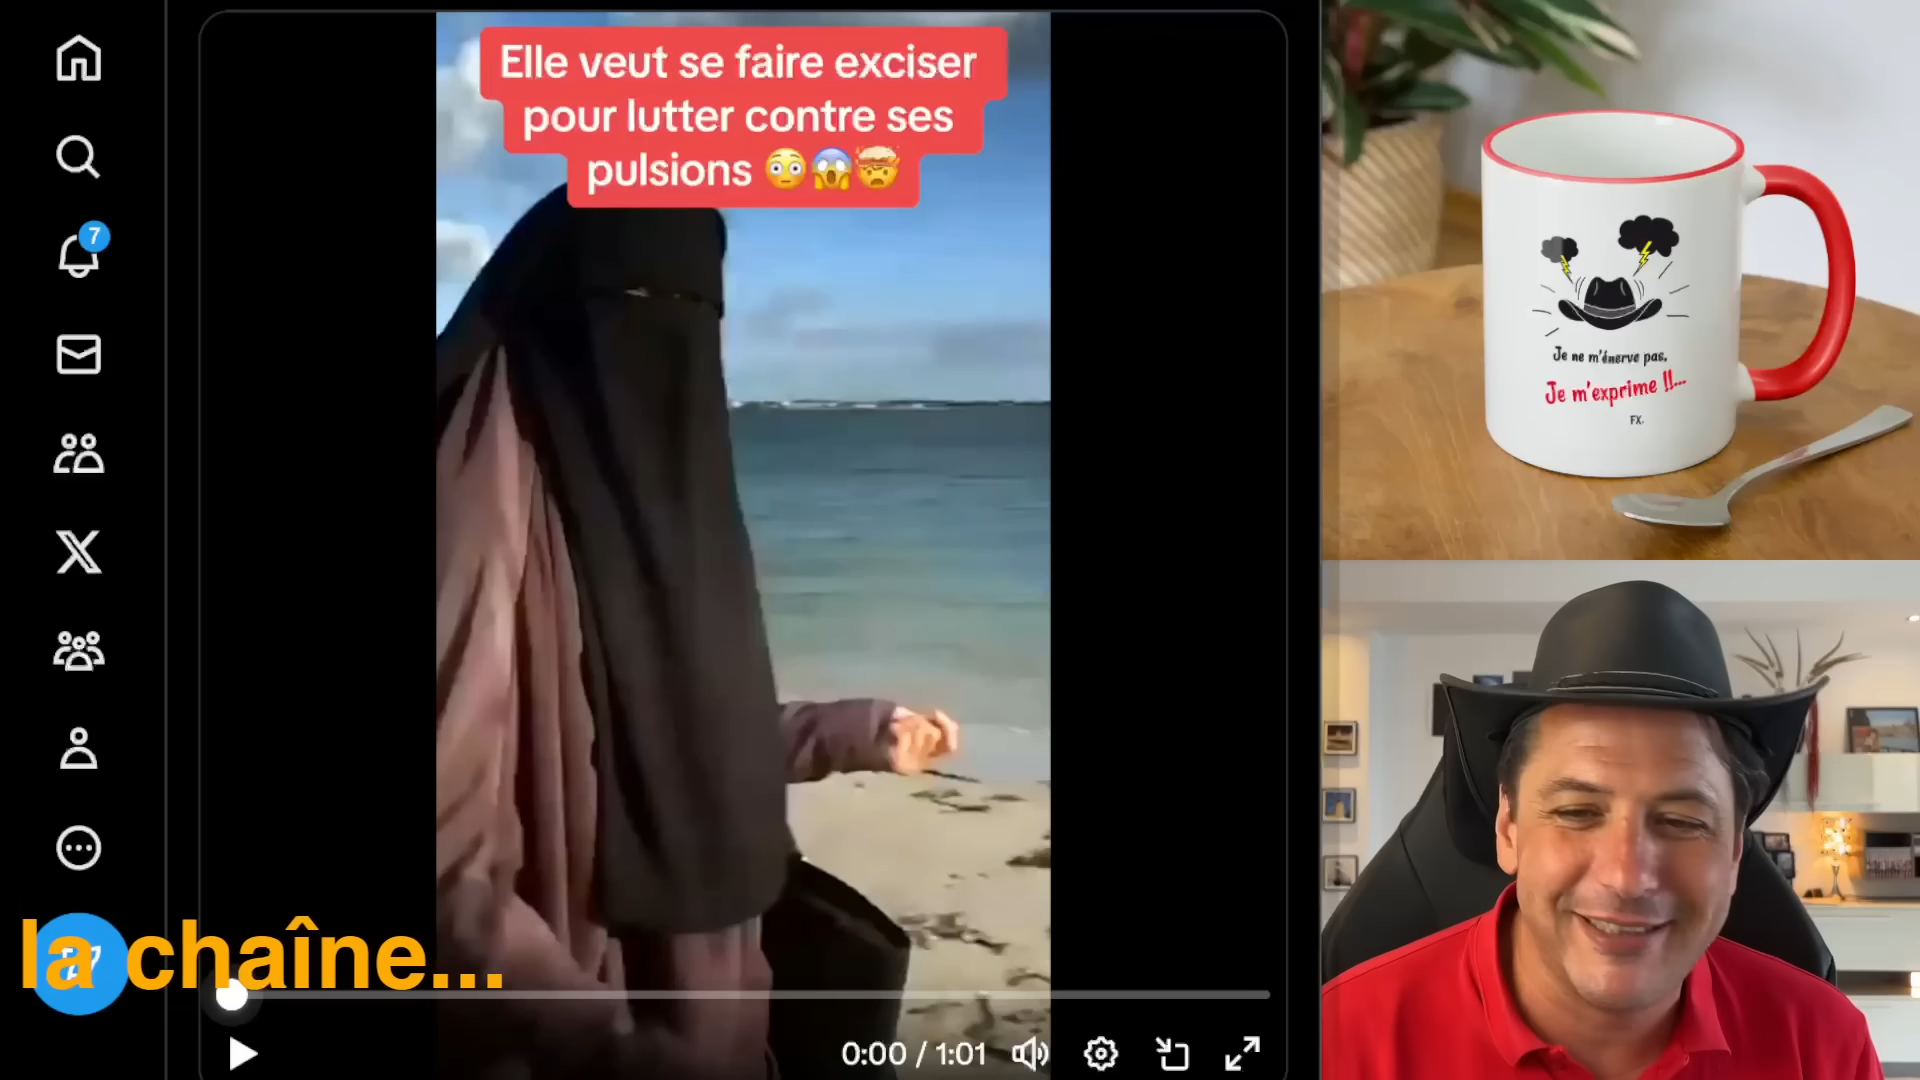 7
Elle veut se faire exciser
pour lutter contre ses
pulsions 😳😱🤯
la chaîne...
0:00 / 1:01
Je ne m'énerve pas,
Je m'exprime !!...
FX.